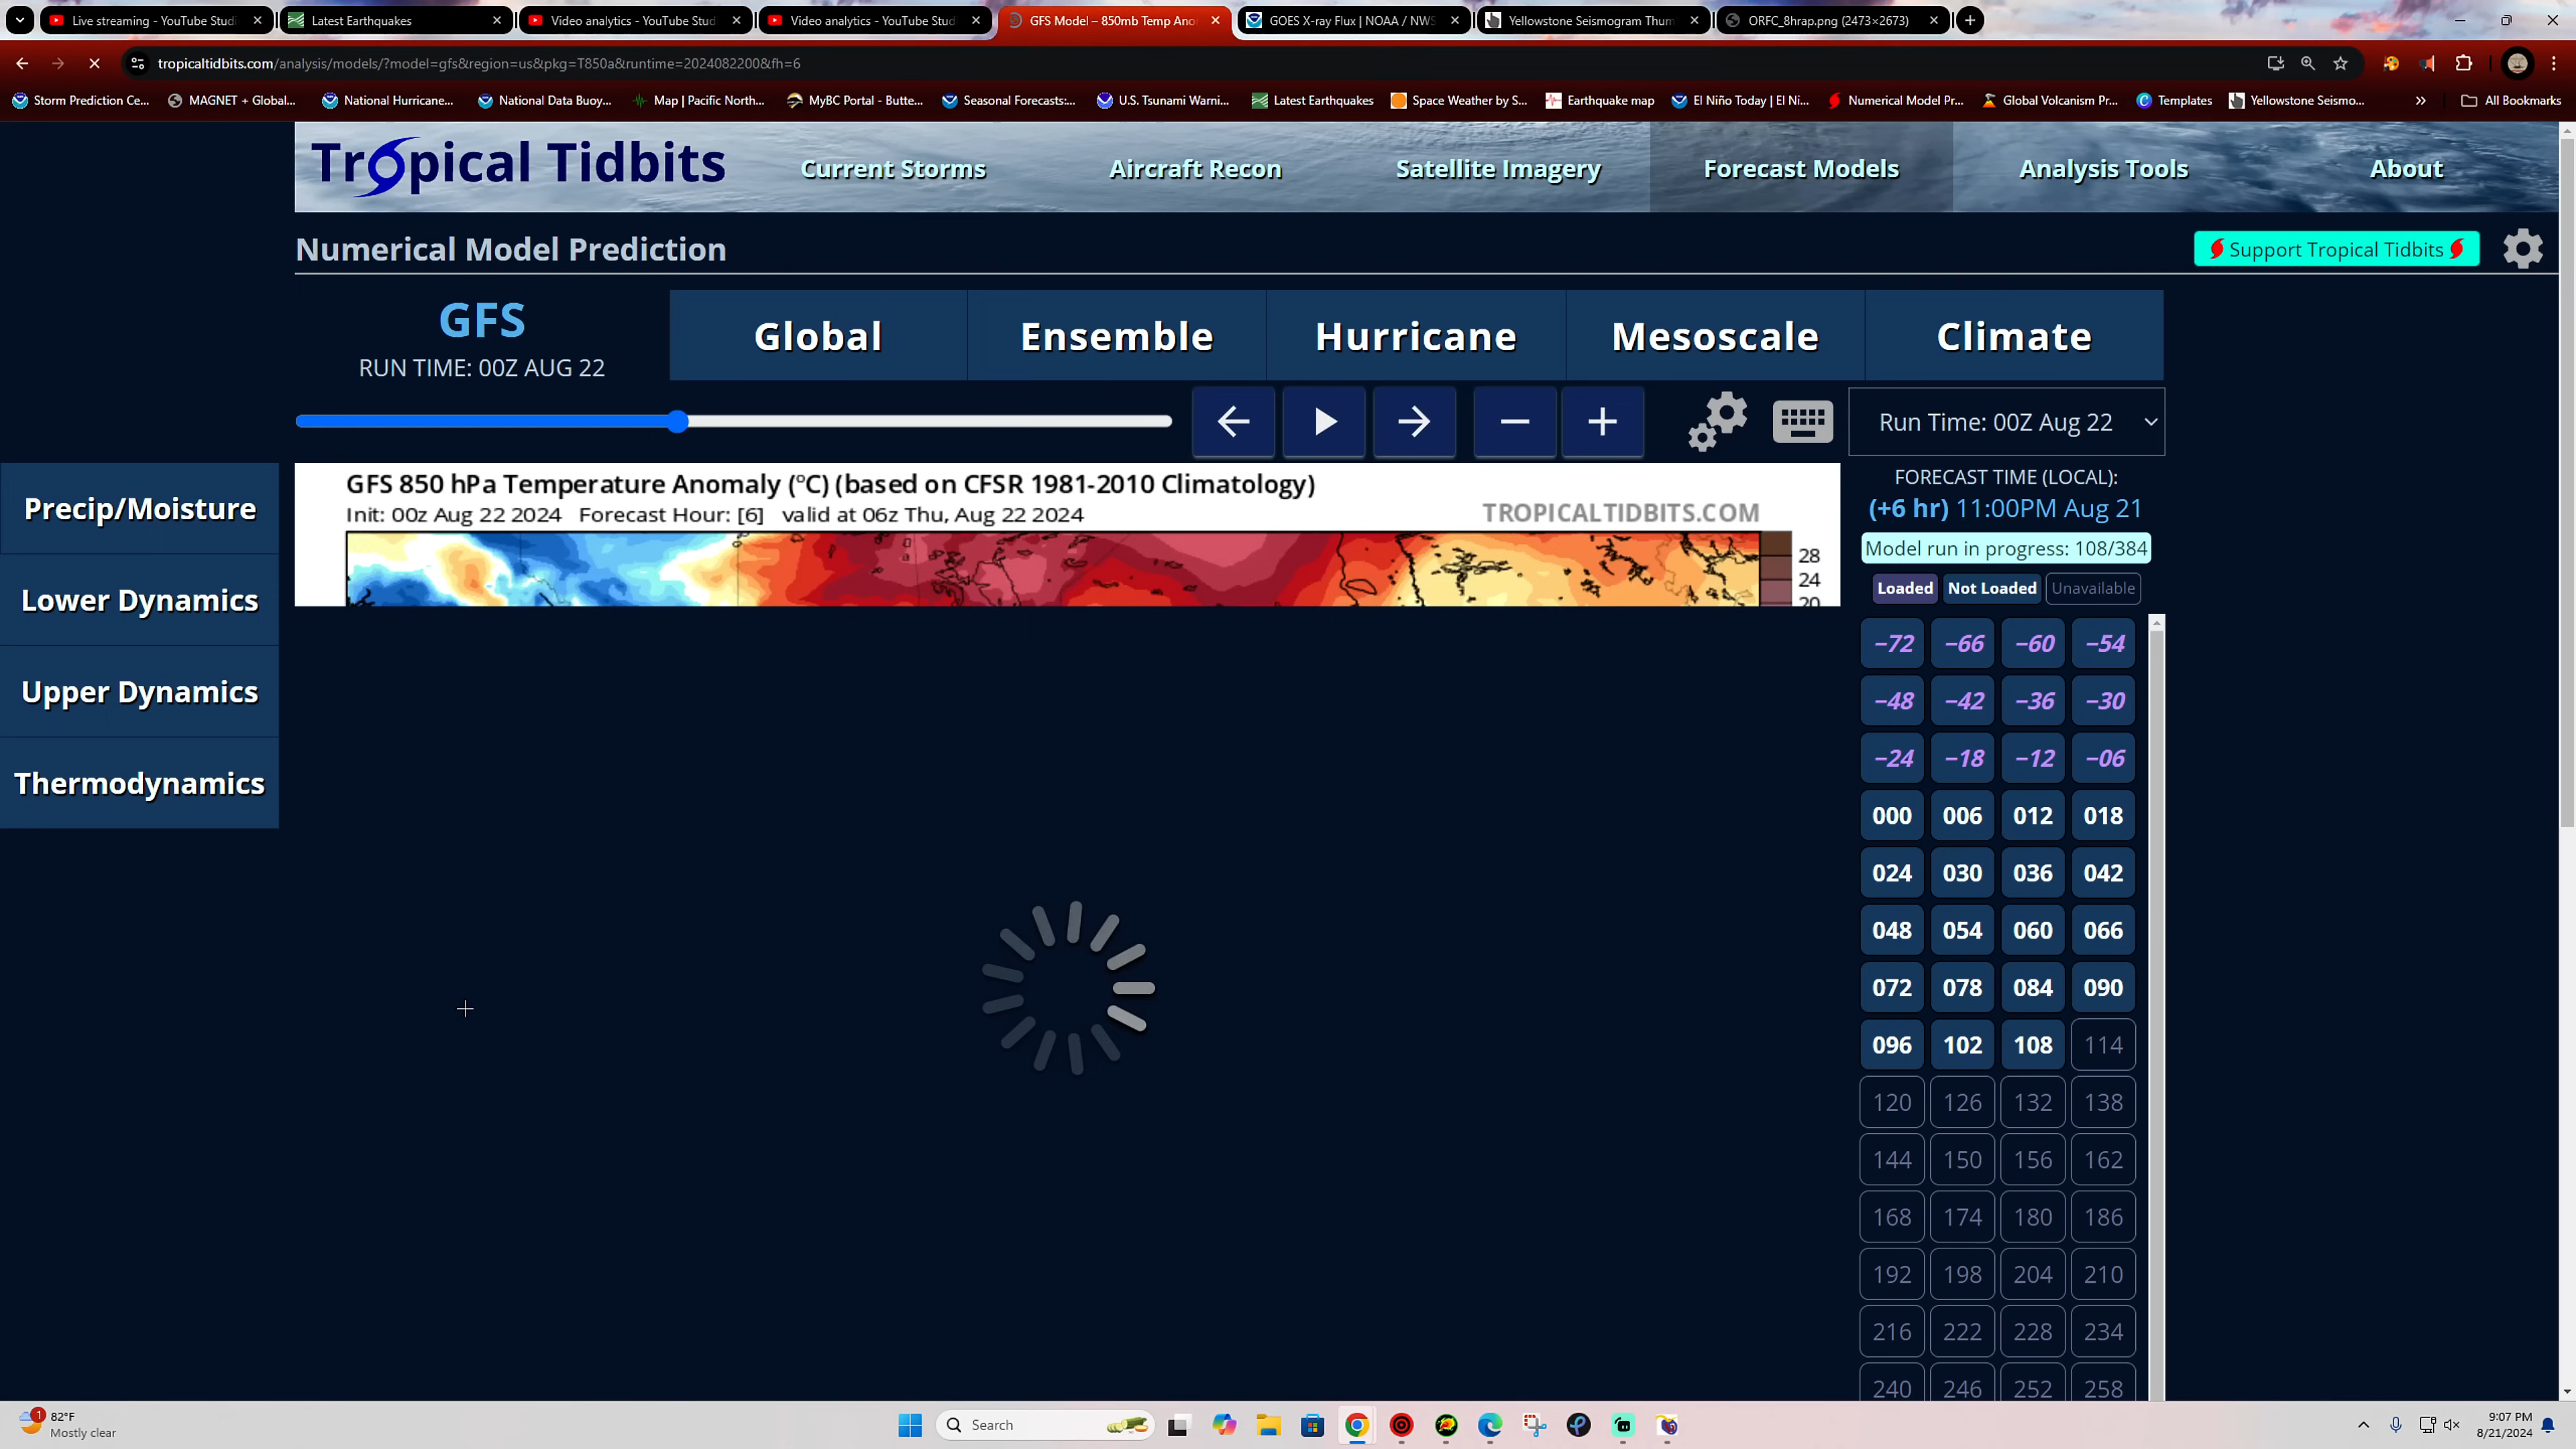 Live streaming - YouTube Studi
Latest Earthquakes
Video analytics - YouTube Stud
Video analytics - YouTube Studi
GFS Model – 850mb Temp Ano
GOES X-ray Flux | NOAA / NWS
Yellowstone Seismogram Thum
ORFC_8hrap.png (2473×2673)
tropicaltidbits.com/analysis/models/?model=gfs&region=us&pkg=T850a&runtime=2024082200&fh=6
Storm Prediction Ce...
MAGNET + Global...
National Hurricane...
National Data Buoy...
Map | Pacific North...
MyBC Portal - Butte...
Seasonal Forecasts:...
U.S. Tsunami Warni...
Latest Earthquakes
Space Weather by S...
Earthquake map
El Niño Today | El Ni...
Numerical Model Pr...
Global Volcanism Pr...
Templates
Yellowstone Seismo...
All Bookmarks
Tropical Tidbits
Current Storms
Aircraft Recon
Satellite Imagery
Forecast Models
Analysis Tools
About
Numerical Model Prediction
Support Tropical Tidbits
GFS
RUN TIME: 00Z AUG 22
Global
Ensemble
Hurricane
Mesoscale
Climate
Run Time: 00Z Aug 22
Precip/Moisture
Lower Dynamics
Upper Dynamics
Thermodynamics
GFS 850 hPa Temperature Anomaly (°C) (based on CFSR 1981-2010 Climatology)
Init: 00z Aug 22 2024 Forecast Hour: [6] valid at 06z Thu, Aug 22 2024
TROPICALTIDBITS.COM
28
24
20
FORECAST TIME (LOCAL):
(+6 hr) 11:00PM Aug 21
Model run in progress: 108/384
Loaded Not Loaded Unavailable
−72 −66 −60 −54
−48 −42 −36 −30
−24 −18 −12 −06
000 006 012 018
024 030 036 042
048 054 060 066
072 078 084 090
096 102 108 114
120 126 132 138
144 150 156 162
168 174 180 186
192 198 204 210
216 222 228 234
240 246 252 258
1
82°F
Mostly clear
Search
9:07 PM
8/21/2024